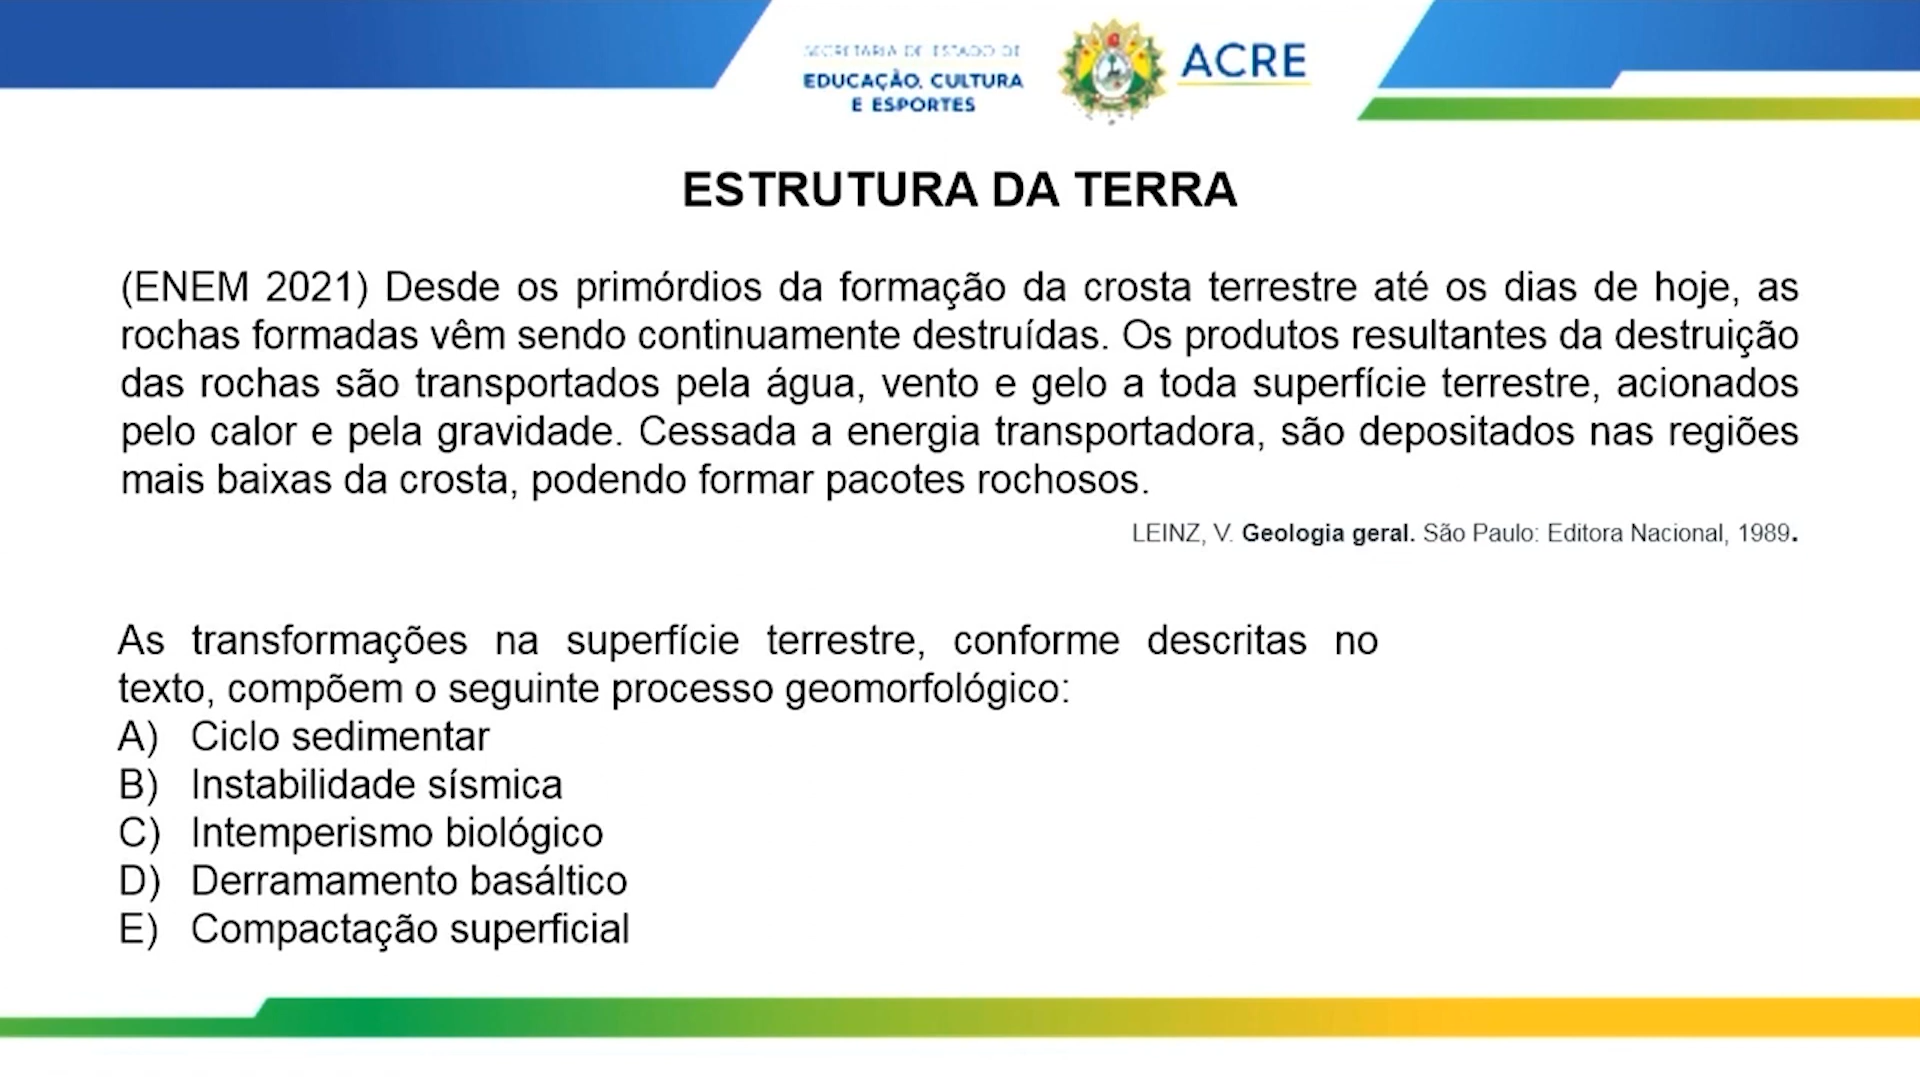 SECRETARIA DE ESTADO DE
EDUCAÇÃO, CULTURA
E ESPORTES
ACRE
ESTRUTURA DA TERRA
(ENEM 2021) Desde os primórdios da formação da crosta terrestre até os dias de hoje, as
rochas formadas vêm sendo continuamente destruídas. Os produtos resultantes da destruição
das rochas são transportados pela água, vento e gelo a toda superfície terrestre, acionados
pelo calor e pela gravidade. Cessada a energia transportadora, são depositados nas regiões
mais baixas da crosta, podendo formar pacotes rochosos.
LEINZ, V. Geologia geral. São Paulo: Editora Nacional, 1989.
As transformações na superfície terrestre, conforme descritas no
texto, compõem o seguinte processo geomorfológico:
A) Ciclo sedimentar
B) Instabilidade sísmica
C) Intemperismo biológico
D) Derramamento basáltico
E) Compactação superficial